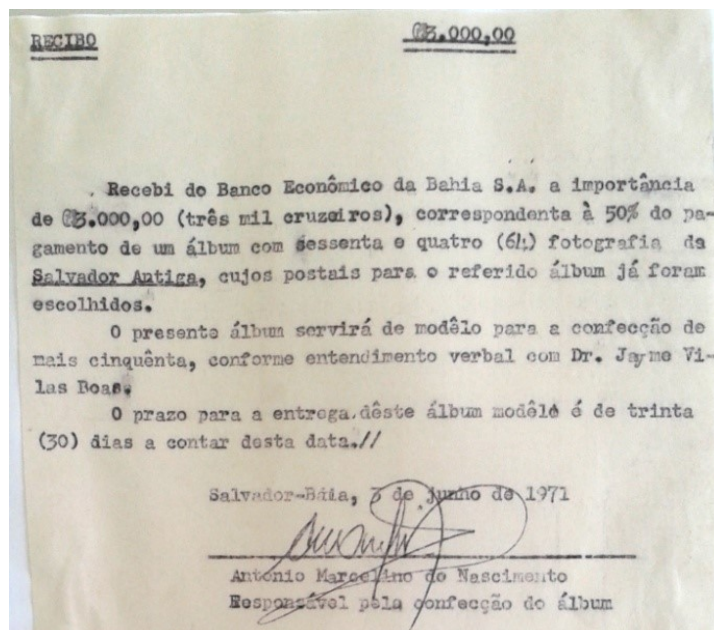 RECIBO ₢3.000,00
Recebi do Banco Econômico da Bahia S.A. a importância
de ₢3.000,00 (três mil cruzeiros), correspondenta à 50% do pa-
gamento de um álbum com sessenta e quatro (64) fotografia da
Salvador Antiga, cujos postais para o referido álbum já foram
escolhidos.
O presente álbum servirá de modêlo para a confecção de
mais cinquênta, conforme entendimento verbal com Dr. Jayme Vi-
las Boas.
O prazo para a entrega dêste álbum modêlo é de trinta
(30) dias a contar desta data.//
Salvador-Baía, 3 de junho de 1971
Antonio Marcelino do Nascimento
Responsável pela confecção do álbum